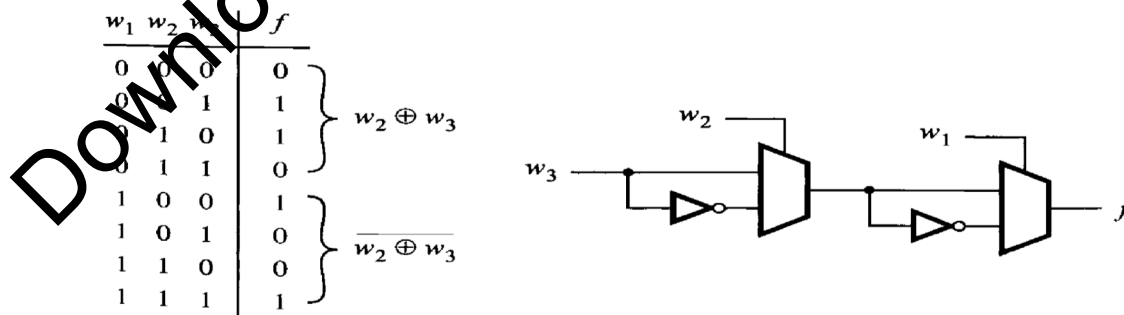 w1 w2 w3 f
0 0 0 0
0 0 1 1
0 1 0 1
0 1 1 0
w2 ⊕ w3
1 0 0 1
1 0 1 0
1 1 0 0
1 1 1 1
w2 ⊕ w3
w2
w3
w1
f
Downlo